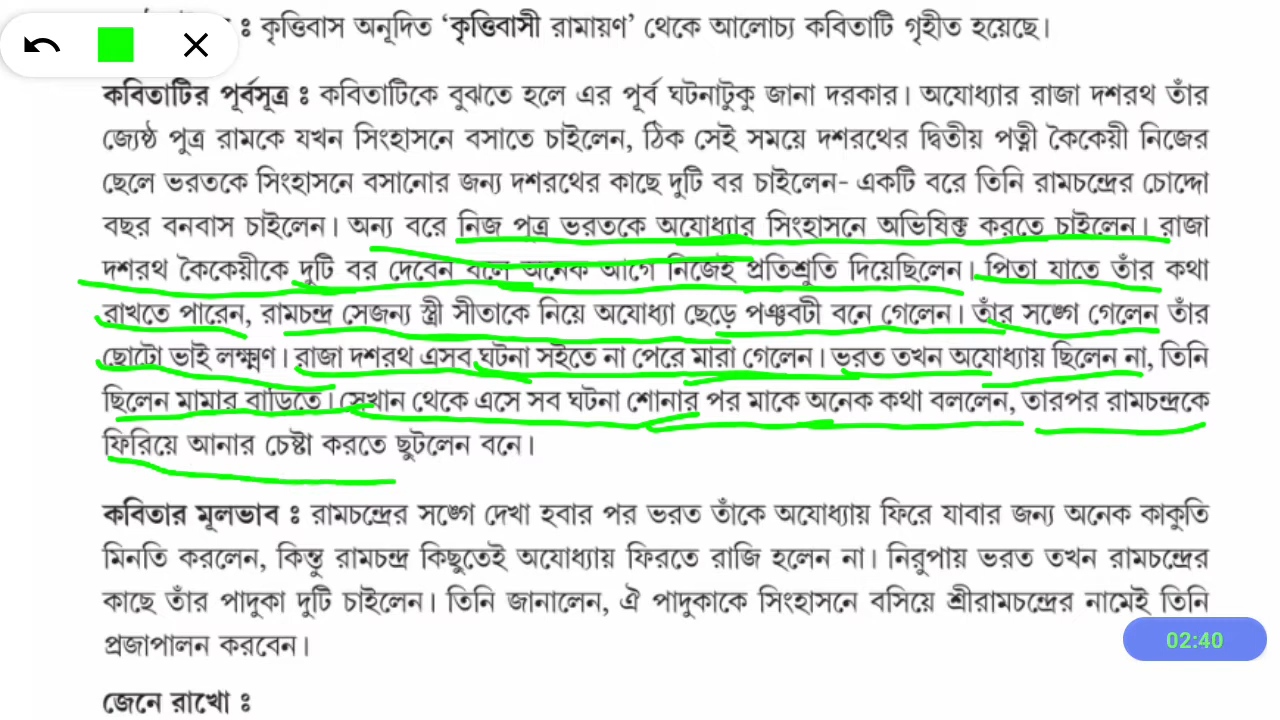 ঃ কৃত্তিবাস অনূদিত ‘কৃত্তিবাসী রামায়ণ’ থেকে আলোচ্য কবিতাটি গৃহীত হয়েছে।
কবিতাটির পূর্বসূত্র ঃ কবিতাটিকে বুঝতে হলে এর পূর্ব ঘটনাটুকু জানা দরকার। অযোধ্যার রাজা দশরথ তাঁর
জ্যেষ্ঠ পুত্র রামকে যখন সিংহাসনে বসাতে চাইলেন, ঠিক সেই সময়ে দশরথের দ্বিতীয় পত্নী কৈকেয়ী নিজের
ছেলে ভরতকে সিংহাসনে বসানোর জন্য দশরথের কাছে দুটি বর চাইলেন- একটি বরে তিনি রামচন্দ্রের চোদ্দো
বছর বনবাস চাইলেন। অন্য বরে নিজ পুত্র ভরতকে অযোধ্যার সিংহাসনে অভিষিক্ত করতে চাইলেন। রাজা
দশরথ কৈকেয়ীকে দুটি বর দেবেন বলে অনেক আগে নিজেই প্রতিশ্রুতি দিয়েছিলেন। পিতা যাতে তাঁর কথা
রাখতে পারেন, রামচন্দ্র সেজন্য স্ত্রী সীতাকে নিয়ে অযোধ্যা ছেড়ে পঞ্চবটী বনে গেলেন। তাঁর সঙ্গে গেলেন তাঁর
ছোটো ভাই লক্ষ্মণ। রাজা দশরথ এসব ঘটনা সইতে না পেরে মারা গেলেন। ভরত তখন অযোধ্যায় ছিলেন না, তিনি
ছিলেন মামার বাড়িতে। সেখান থেকে এসে সব ঘটনা শোনার পর মাকে অনেক কথা বললেন, তারপর রামচন্দ্রকে
ফিরিয়ে আনার চেষ্টা করতে ছুটলেন বনে।
কবিতার মূলভাব ঃ রামচন্দ্রের সঙ্গে দেখা হবার পর ভরত তাঁকে অযোধ্যায় ফিরে যাবার জন্য অনেক কাকুতি
মিনতি করলেন, কিন্তু রামচন্দ্র কিছুতেই অযোধ্যায় ফিরতে রাজি হলেন না। নিরুপায় ভরত তখন রামচন্দ্রের
কাছে তাঁর পাদুকা দুটি চাইলেন। তিনি জানালেন, ঐ পাদুকাকে সিংহাসনে বসিয়ে শ্রীরামচন্দ্রের নামেই তিনি
প্রজাপালন করবেন।
02:40
জেনে রাখো ঃ